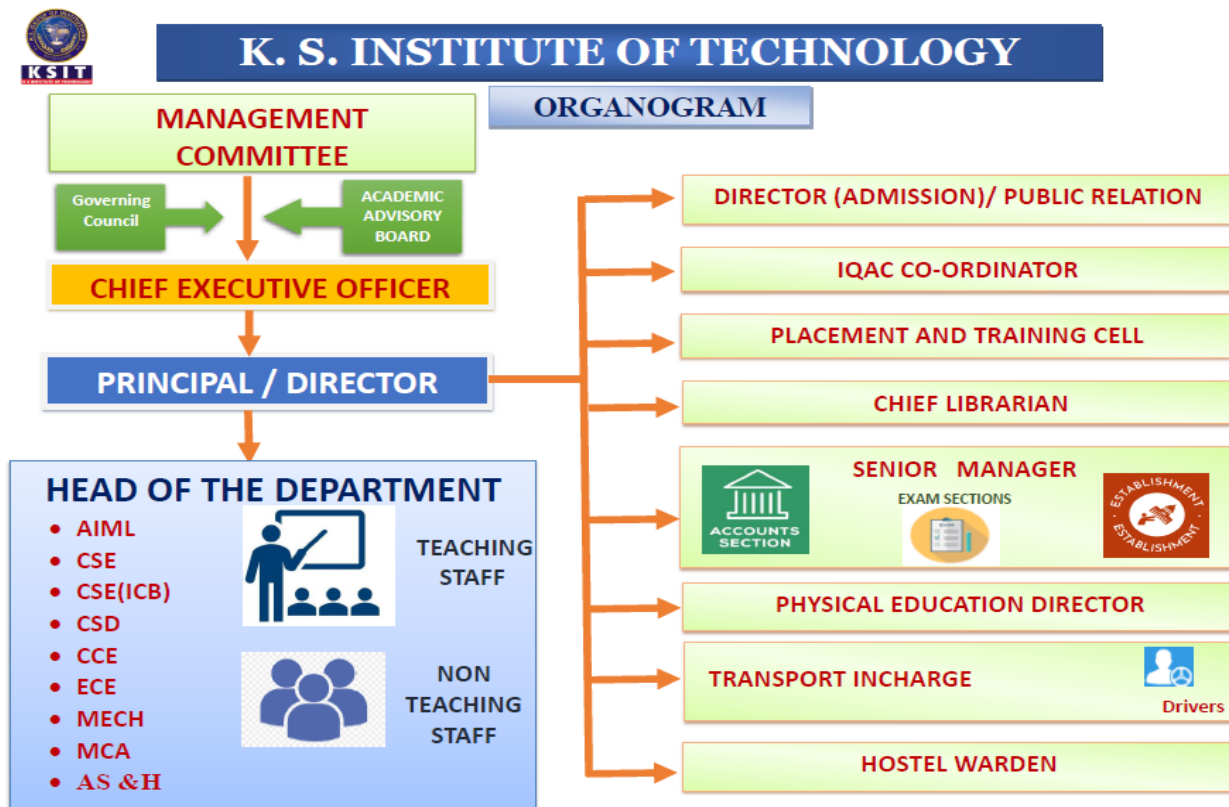 KSIT
K. S. INSTITUTE OF TECHNOLOGY
ORGANOGRAM
MANAGEMENT
COMMITTEE
Governing
Council
ACADEMIC
ADVISORY
BOARD
CHIEF EXECUTIVE OFFICER
PRINCIPAL / DIRECTOR
HEAD OF THE DEPARTMENT
• AIML
• CSE
• CSE(ICB)
• CSD
• CCE
• ECE
• MECH
• MCA
• AS &H
TEACHING
STAFF
NON
TEACHING
STAFF
DIRECTOR (ADMISSION)/ PUBLIC RELATION
IQAC CO-ORDINATOR
PLACEMENT AND TRAINING CELL
CHIEF LIBRARIAN
SENIOR MANAGER
ACCOUNTS
SECTION
EXAM SECTIONS
ESTABLISHMENT
ESTABLISHMENT
PHYSICAL EDUCATION DIRECTOR
TRANSPORT INCHARGE
Drivers
HOSTEL WARDEN